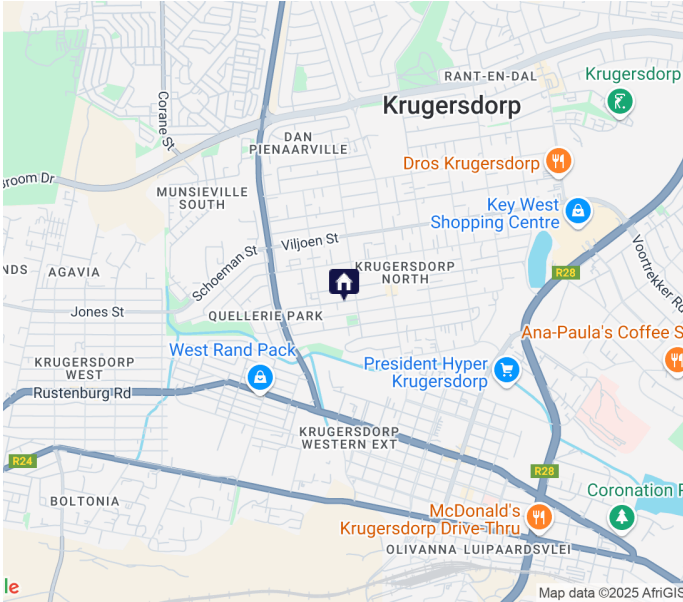 RANT-EN-DAL
Krugersdorp
Krugersdorp
Corane St
DAN
PIENAARVILLE
Dros Krugersdorp
Broom Dr
MUNSIEVILLE
SOUTH
Key West
Shopping Centre
Viljoen St
Schoeman St
Voortrekker Rd
KRUGERSDORP
NORTH
R28
NDS
AGAVIA
Jones St
QUELLERIE PARK
Ana-Paula's Coffee S
West Rand Pack
President Hyper
Krugersdorp
KRUGERSDORP
WEST
Rustenburg Rd
KRUGERSDORP
WESTERN EXT
R24
R28
BOLTONIA
Coronation P
McDonald's
Krugersdorp Drive-Thru
OLIVANNA
LUIPAARDSVLEI
le
Map data ©2025 AfriGIS